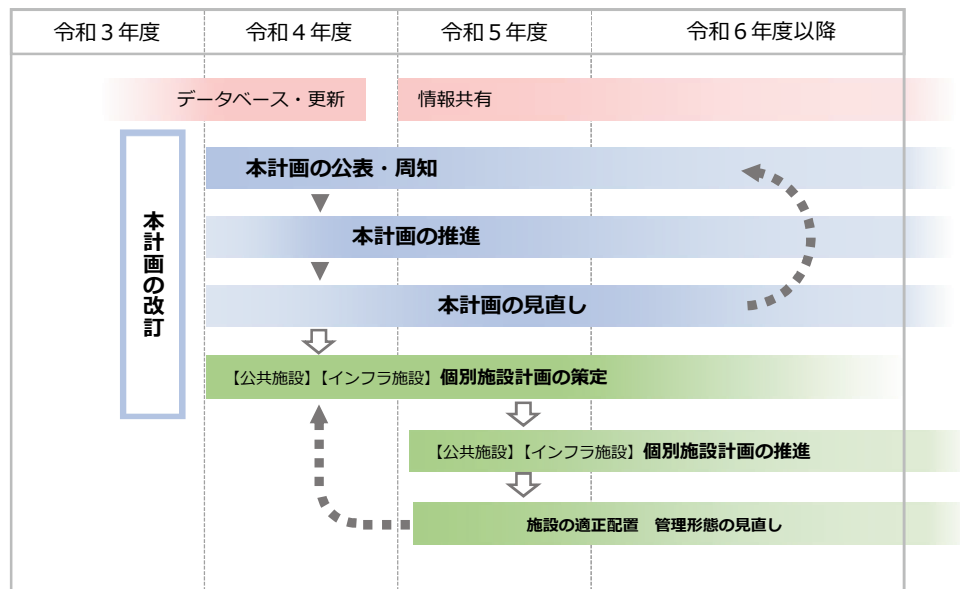 令和３年度
令和４年度
令和５年度
令和６年度以降
データベース・更新
情報共有
本計画の改訂
本計画の公表・周知
本計画の推進
本計画の見直し
【公共施設】【インフラ施設】個別施設計画の策定
【公共施設】【インフラ施設】個別施設計画の推進
施設の適正配置　管理形態の見直し